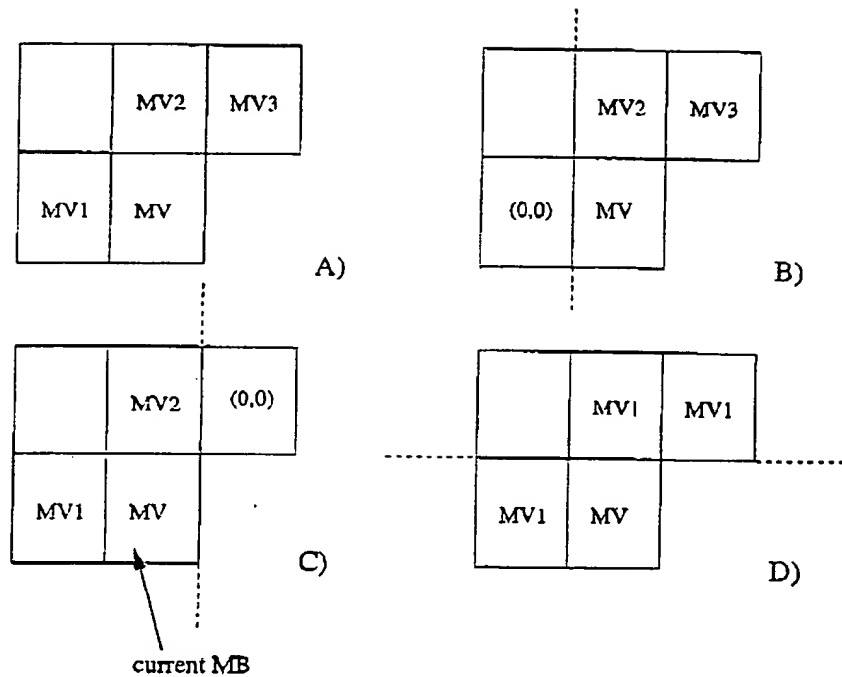 MV2 MV3
MV1 MV
A)
MV2 MV3
(0,0) MV
B)
MV2 (0,0)
MV1 MV
C)
current MB
MV1 MV1
MV1 MV
D)